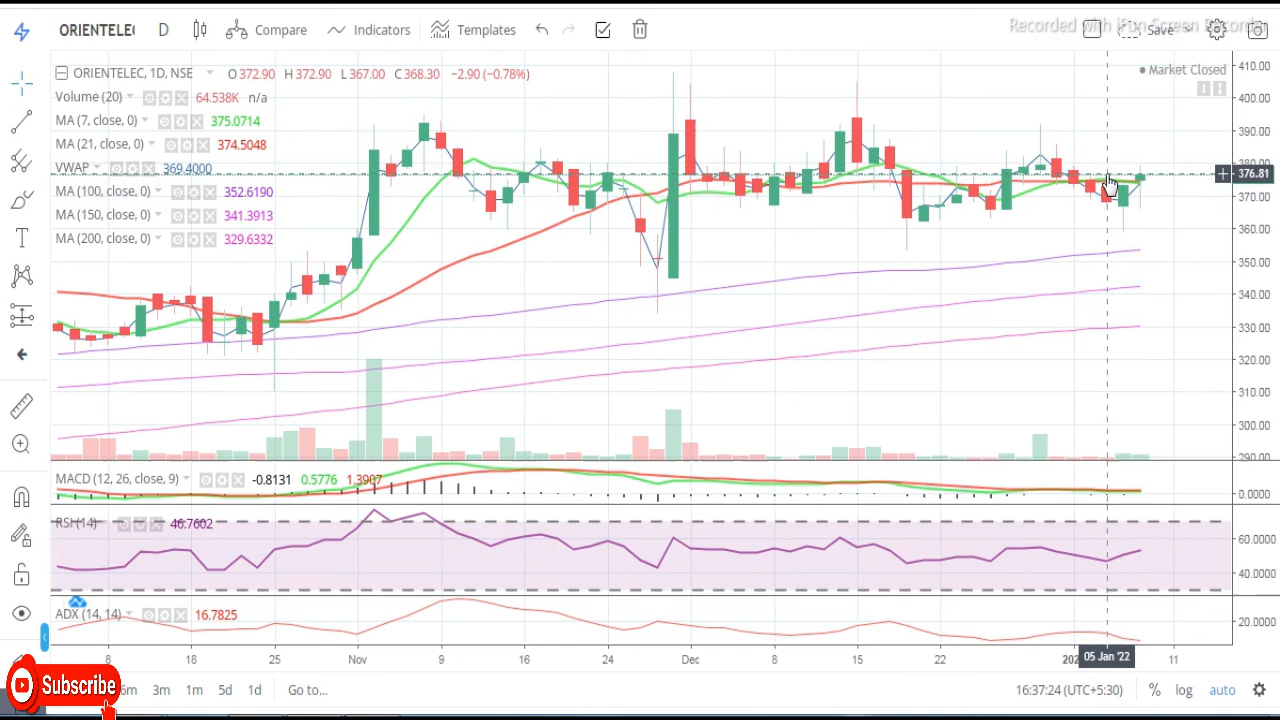 ORIENTELEC D Compare Indicators Templates Save
Recorded with iFun Screen Recorder
ORIENTELEC, 1D, NSE O 372.90 H 372.90 L 367.00 C 368.30 −2.90 (−0.78%)
Market Closed
Volume (20) 64.538K n/a
MA (7, close, 0) 375.0714
MA (21, close, 0) 374.5048
VWAP 369.4000
MA (100, close, 0) 352.6190
MA (150, close, 0) 341.3913
MA (200, close, 0) 329.6332
410.00
400.00
390.00
380.00
376.81
370.00
360.00
350.00
340.00
330.00
320.00
310.00
300.00
290.00
MACD (12, 26, close, 9) -0.8131 0.5776 1.3907
0.0000
RSI (14) 46.7602
60.0000
40.0000
ADX (14, 14) 16.7825
20.0000
8 18 25 Nov 9 16 24 Dec 8 15 22 05 Jan '22 11
Subscribe
6m 3m 1m 5d 1d Go to... 16:37:24 (UTC+5:30) % log auto